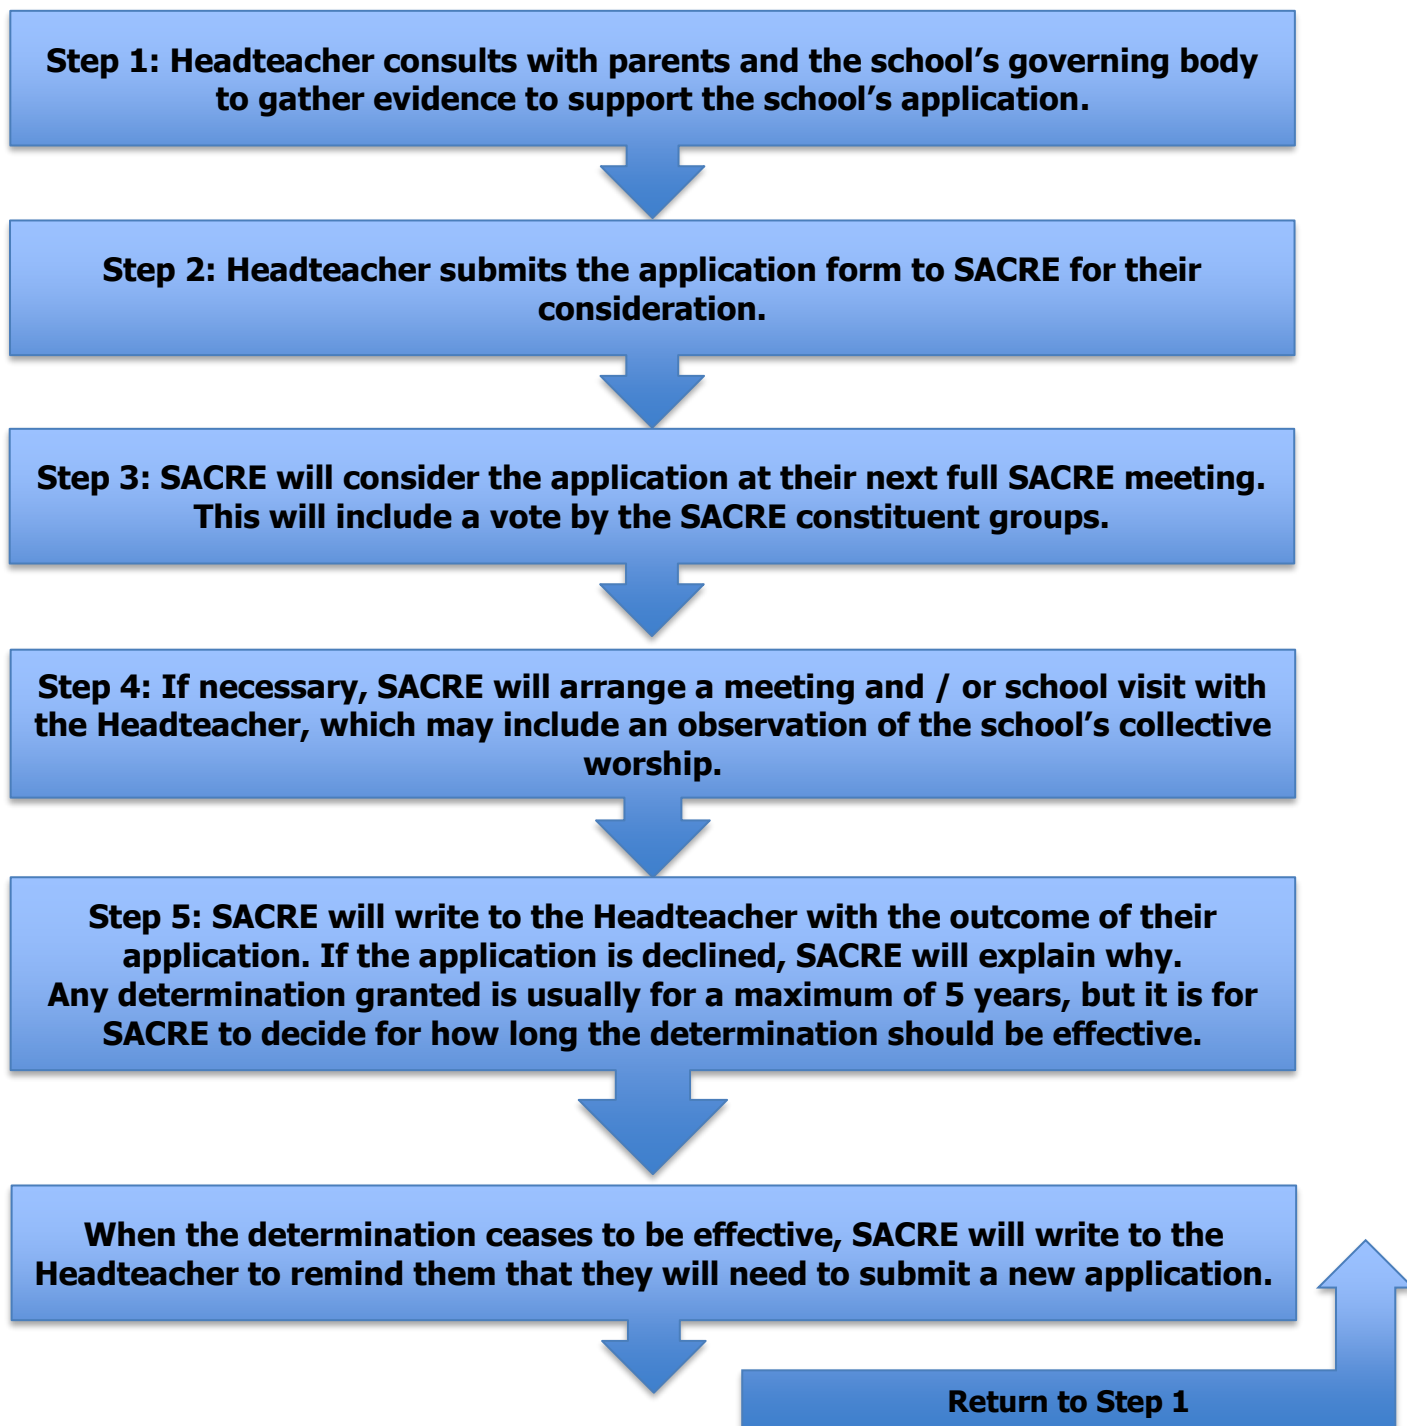 Step 1: Headteacher consults with parents and the school’s governing body
to gather evidence to support the school’s application.
Step 2: Headteacher submits the application form to SACRE for their
consideration.
Step 3: SACRE will consider the application at their next full SACRE meeting.
This will include a vote by the SACRE constituent groups.
Step 4: If necessary, SACRE will arrange a meeting and / or school visit with
the Headteacher, which may include an observation of the school’s collective
worship.
Step 5: SACRE will write to the Headteacher with the outcome of their
application. If the application is declined, SACRE will explain why.
Any determination granted is usually for a maximum of 5 years, but it is for
SACRE to decide for how long the determination should be effective.
When the determination ceases to be effective, SACRE will write to the
Headteacher to remind them that they will need to submit a new application.
Return to Step 1